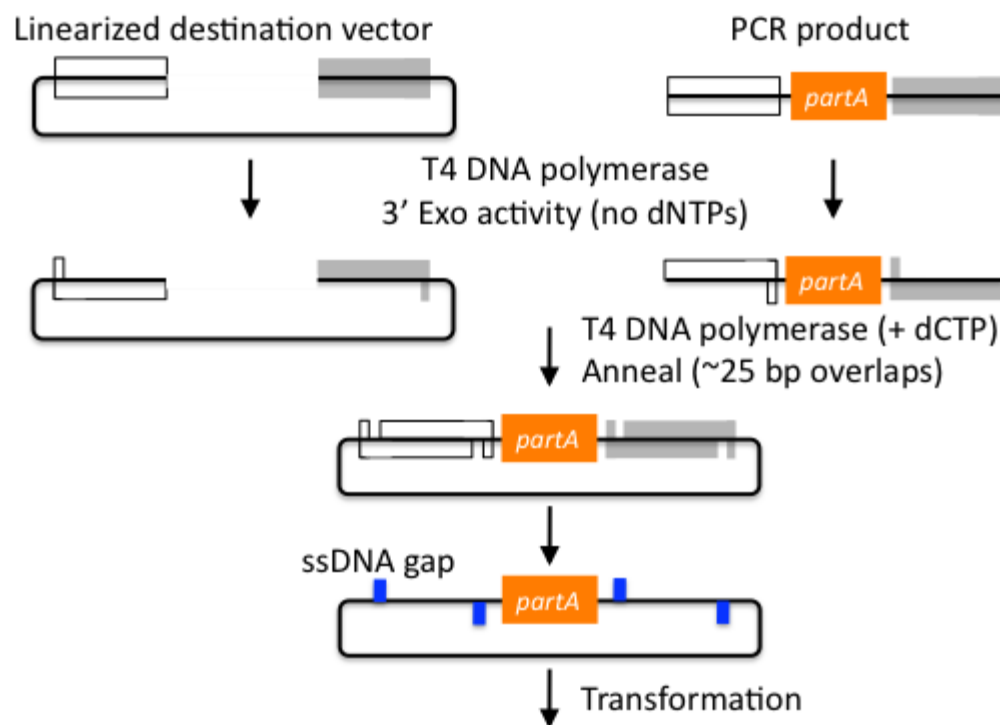 Linearized destination vector
PCR product
partA
T4 DNA polymerase
3’ Exo activity (no dNTPs)
partA
T4 DNA polymerase (+ dCTP)
Anneal (~25 bp overlaps)
partA
ssDNA gap
partA
Transformation